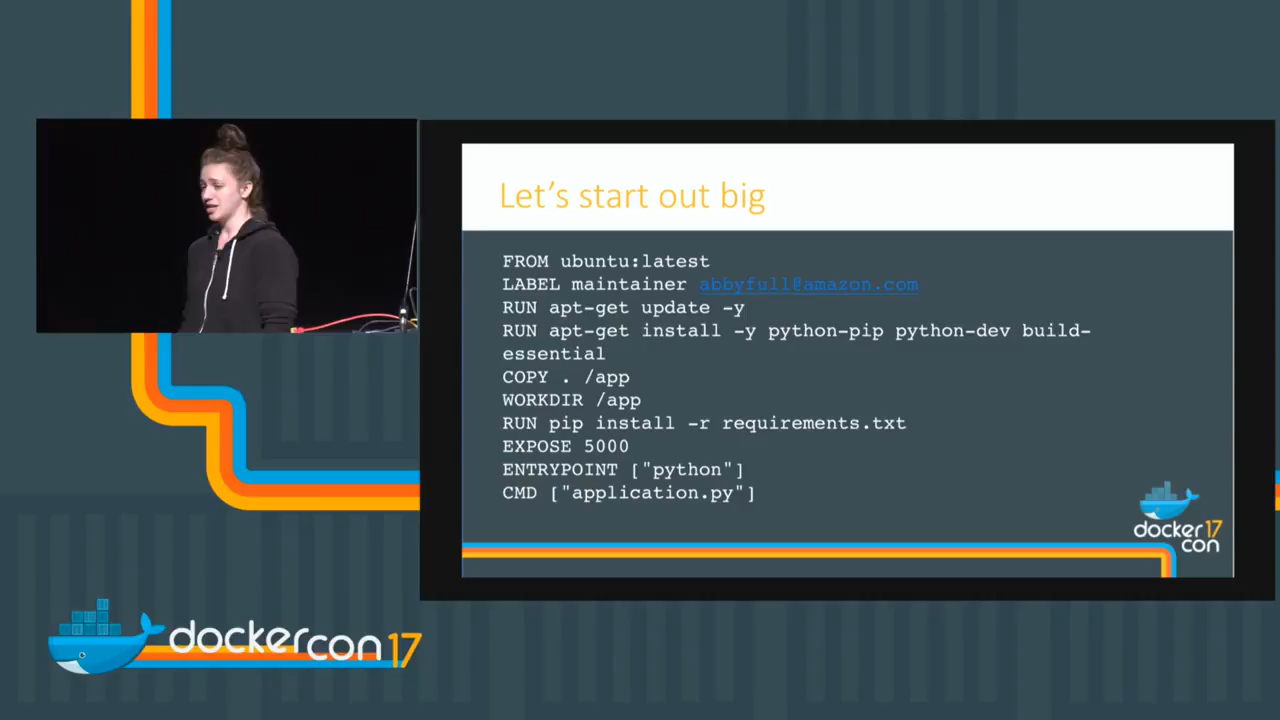 Let's start out big
FROM ubuntu:latest
LABEL maintainer abbyfull@amazon.com
RUN apt-get update -y
RUN apt-get install -y python-pip python-dev build-
essential
COPY . /app
WORKDIR /app
RUN pip install -r requirements.txt
EXPOSE 5000
ENTRYPOINT ["python"]
CMD ["application.py"]
docker 17
con
dockercon 17